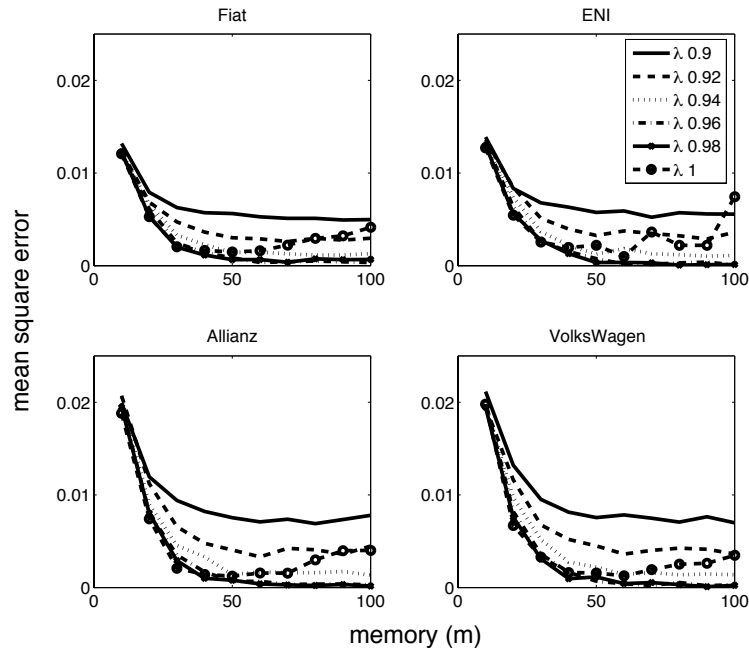 Fiat
ENI
0.02
0.01
0
0 50 100
0.02
0.01
0
0 50 100
λ 0.9
λ 0.92
λ 0.94
λ 0.96
λ 0.98
λ 1
mean square error
Allianz
VolksWagen
0.02
0.01
0
0 50 100
0.02
0.01
0
0 50 100
memory (m)